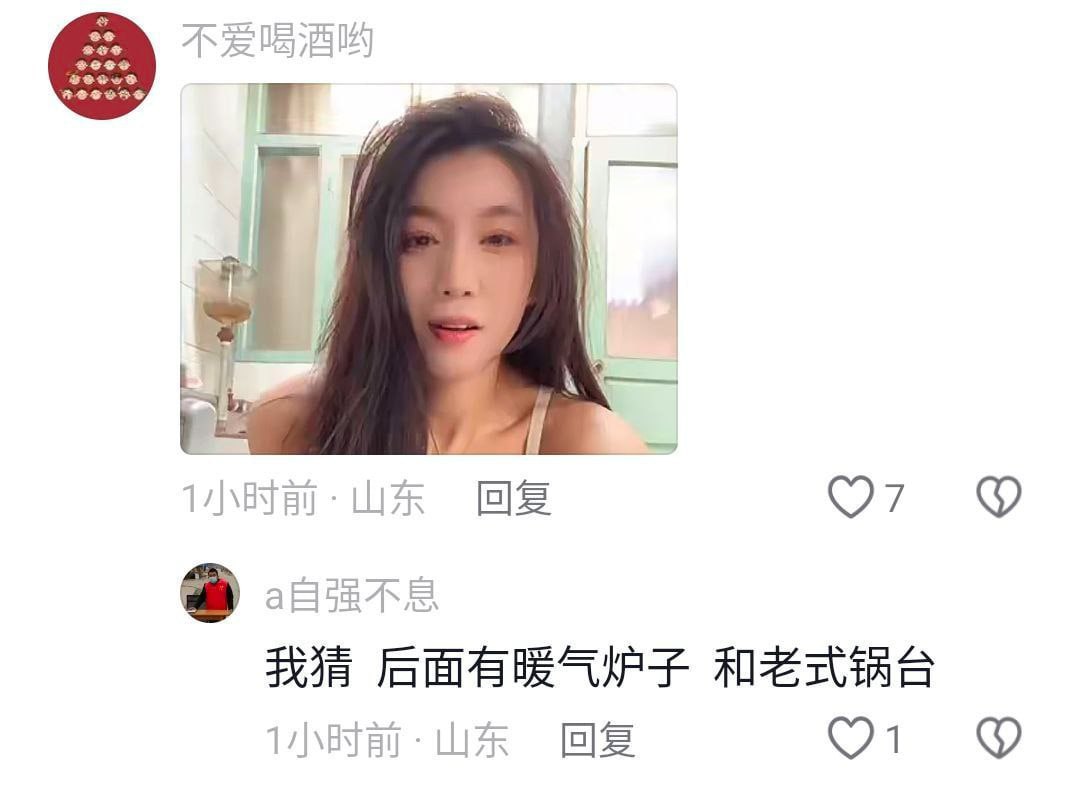 不爱喝酒哟
1小时前 · 山东 回复 7
a自强不息
我猜 后面有暖气炉子 和老式锅台
1小时前 · 山东 回复 1